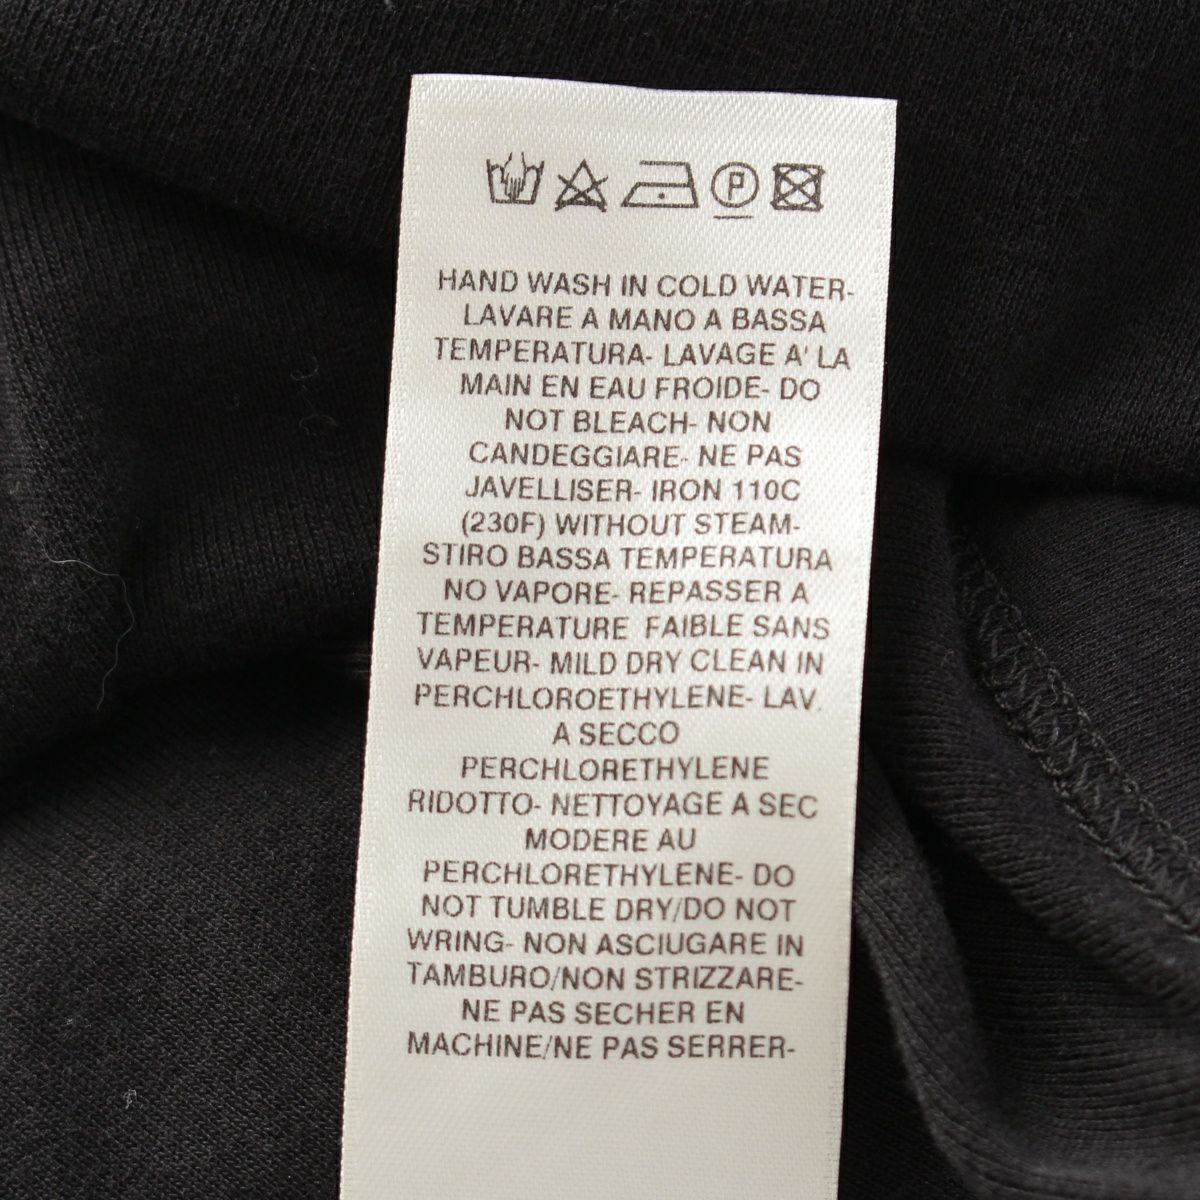 P
HAND WASH IN COLD WATER-
LAVARE A MANO A BASSA
TEMPERATURA- LAVAGE A' LA
MAIN EN EAU FROIDE- DO
NOT BLEACH- NON
CANDEGGIARE- NE PAS
JAVELLISER- IRON 110C
(230F) WITHOUT STEAM-
STIRO BASSA TEMPERATURA
NO VAPORE- REPASSER A
TEMPERATURE FAIBLE SANS
VAPEUR- MILD DRY CLEAN IN
PERCHLOROETHYLENE- LAV.
A SECCO
PERCHLORETHYLENE
RIDOTTO- NETTOYAGE A SEC
MODERE AU
PERCHLORETHYLENE- DO
NOT TUMBLE DRY/DO NOT
WRING- NON ASCIUGARE IN
TAMBURO/NON STRIZZARE-
NE PAS SECHER EN
MACHINE/NE PAS SERRER-